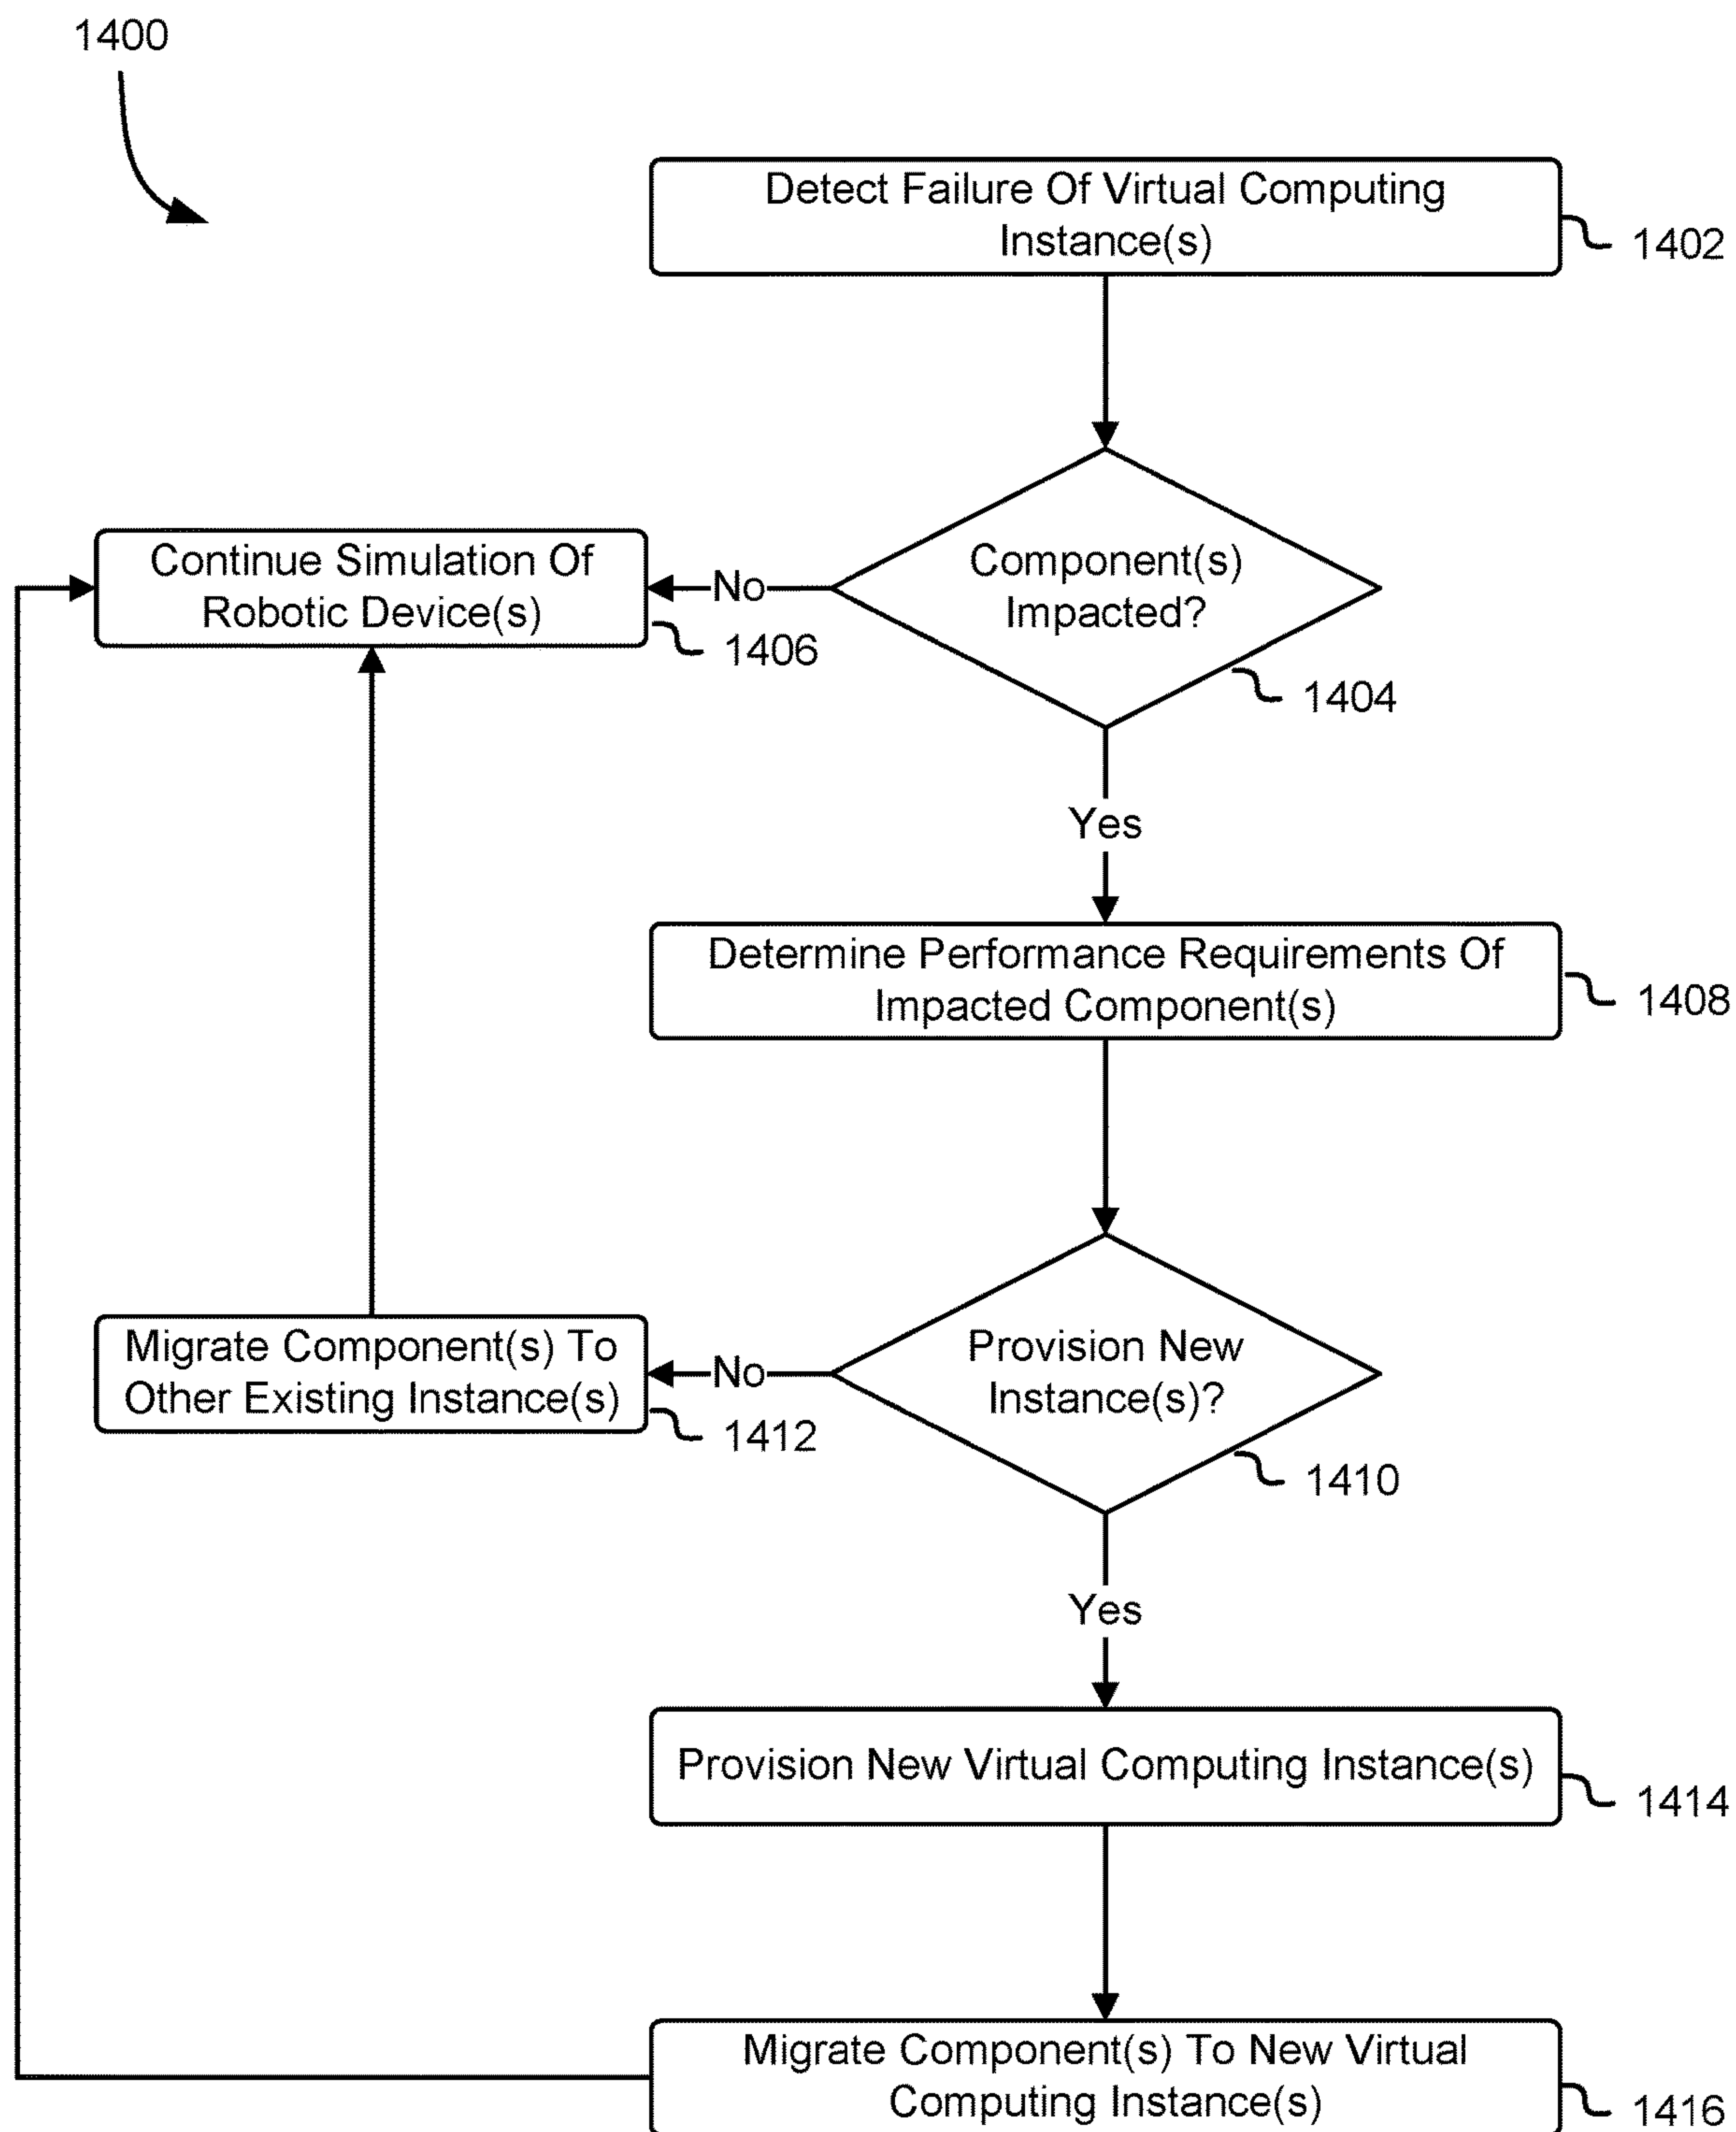 1400
Detect Failure Of Virtual Computing
Instance(s)
1402
Component(s)
Impacted?
1404
No
Continue Simulation Of
Robotic Device(s)
1406
Yes
Determine Performance Requirements Of
Impacted Component(s)
1408
Provision New
Instance(s)?
1410
No
Migrate Component(s) To
Other Existing Instance(s)
1412
Yes
Provision New Virtual Computing Instance(s)
1414
Migrate Component(s) To New Virtual
Computing Instance(s)
1416